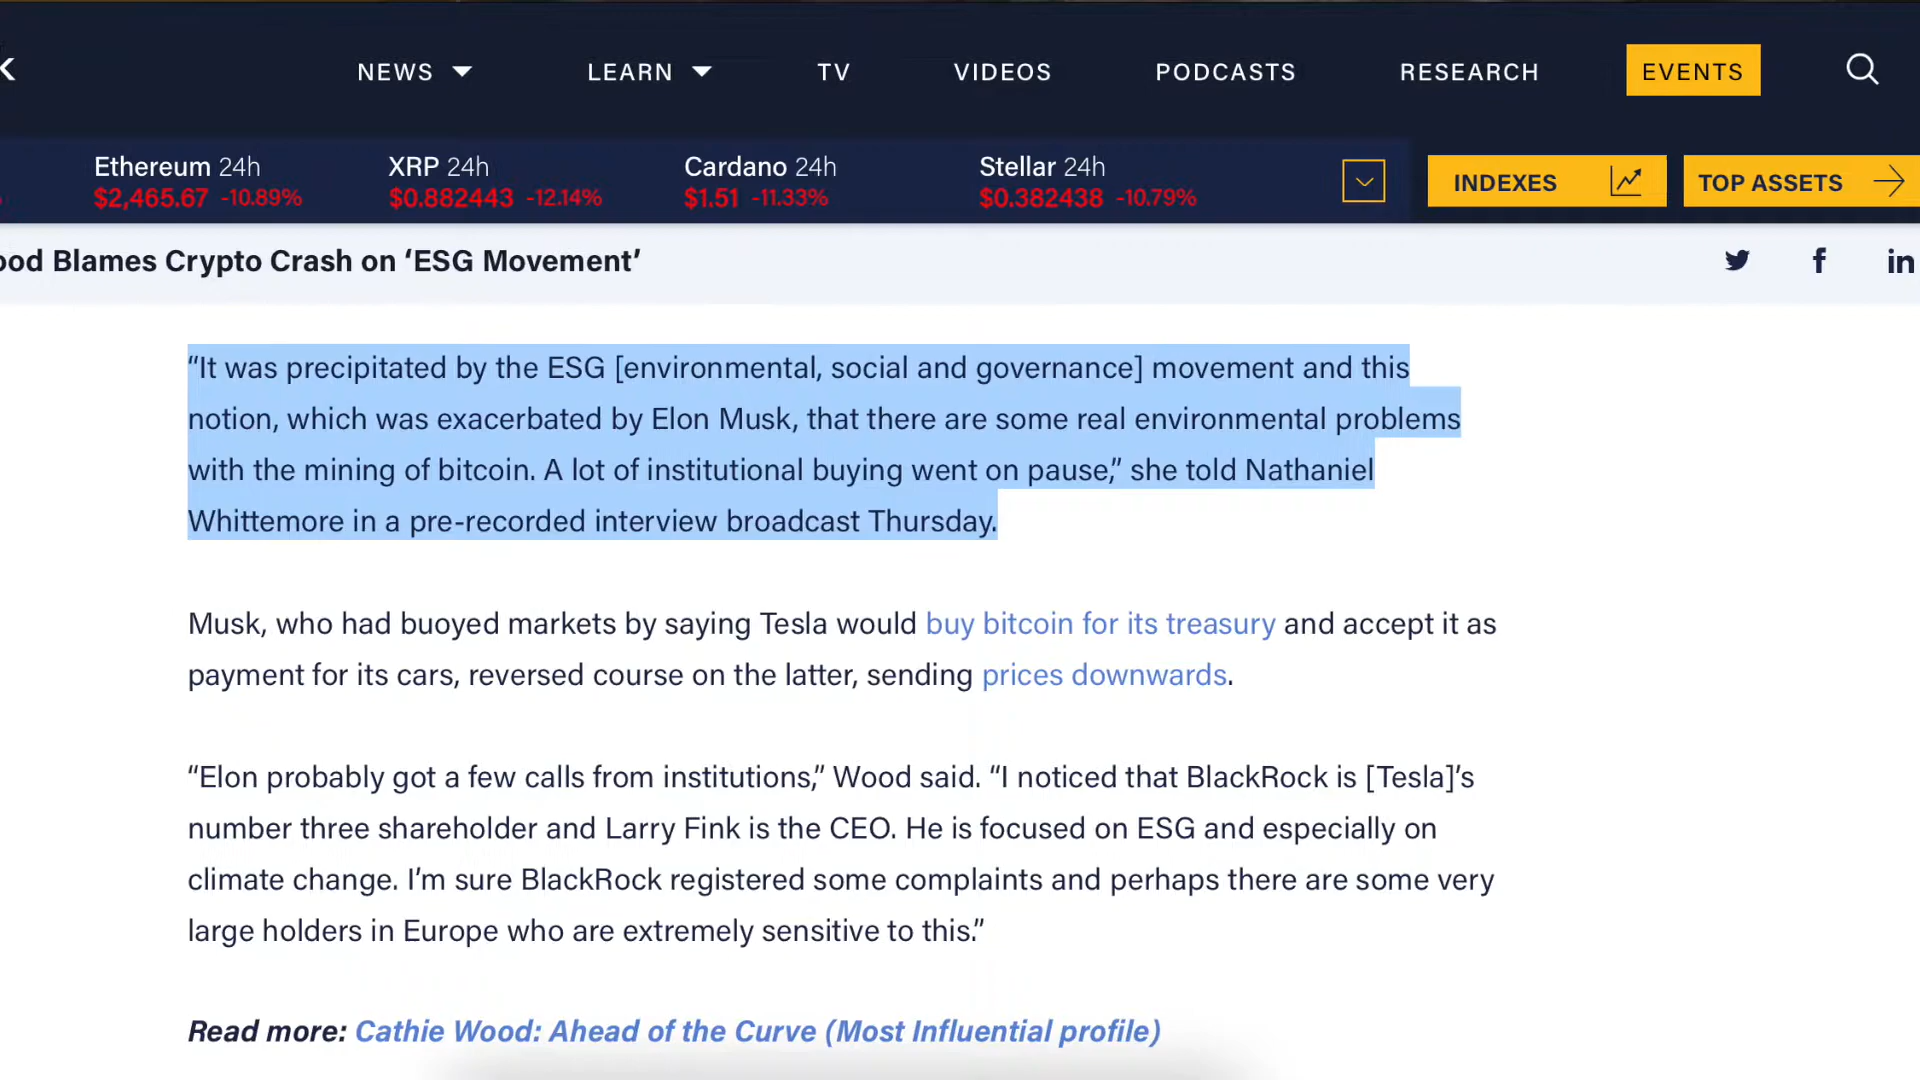 K
NEWS LEARN TV VIDEOS PODCASTS RESEARCH EVENTS
Ethereum 24h XRP 24h Cardano 24h Stellar 24h
$2,465.67 -10.89% $0.882443 -12.14% $1.51 -11.33% $0.382438 -10.79%
INDEXES TOP ASSETS
ood Blames Crypto Crash on ‘ESG Movement’
“It was precipitated by the ESG [environmental, social and governance] movement and this
notion, which was exacerbated by Elon Musk, that there are some real environmental problems
with the mining of bitcoin. A lot of institutional buying went on pause,” she told Nathaniel
Whittemore in a pre-recorded interview broadcast Thursday.
Musk, who had buoyed markets by saying Tesla would buy bitcoin for its treasury and accept it as
payment for its cars, reversed course on the latter, sending prices downwards.
“Elon probably got a few calls from institutions,” Wood said. “I noticed that BlackRock is [Tesla]’s
number three shareholder and Larry Fink is the CEO. He is focused on ESG and especially on
climate change. I’m sure BlackRock registered some complaints and perhaps there are some very
large holders in Europe who are extremely sensitive to this.”
Read more: Cathie Wood: Ahead of the Curve (Most Influential profile)